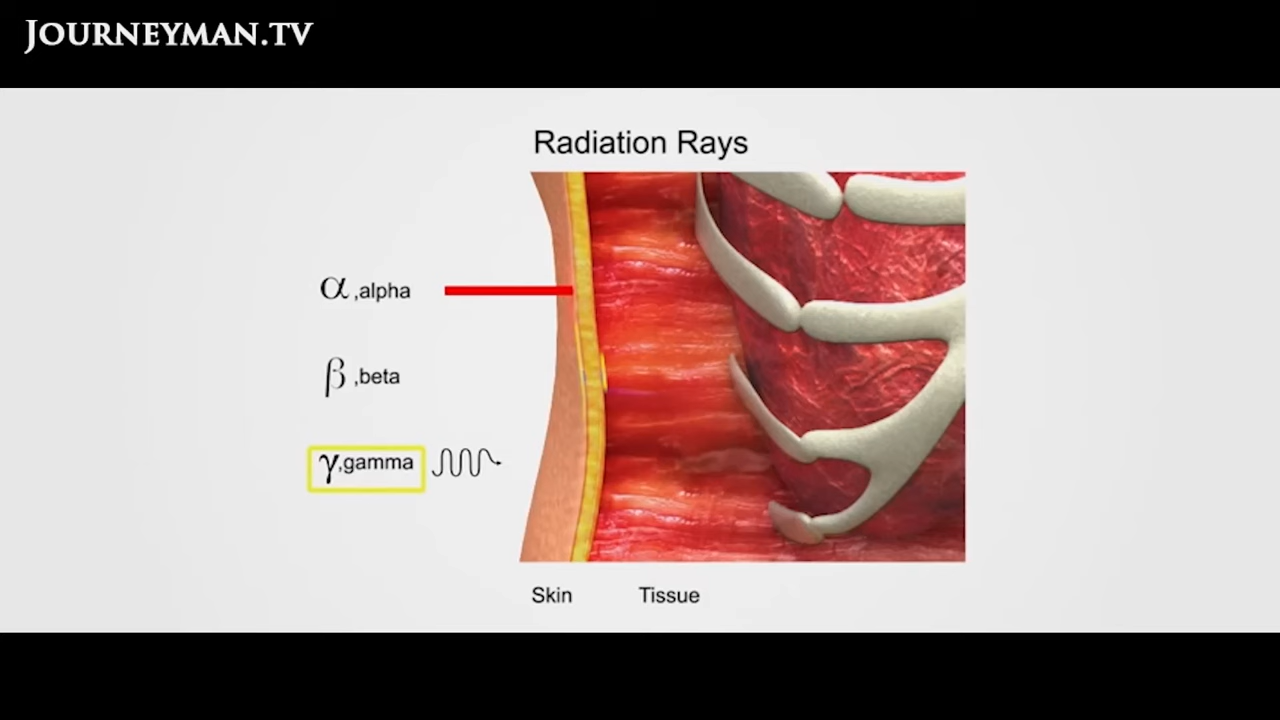 JOURNEYMAN.TV
Radiation Rays
α ,alpha
β ,beta
γ,gamma
Skin
Tissue